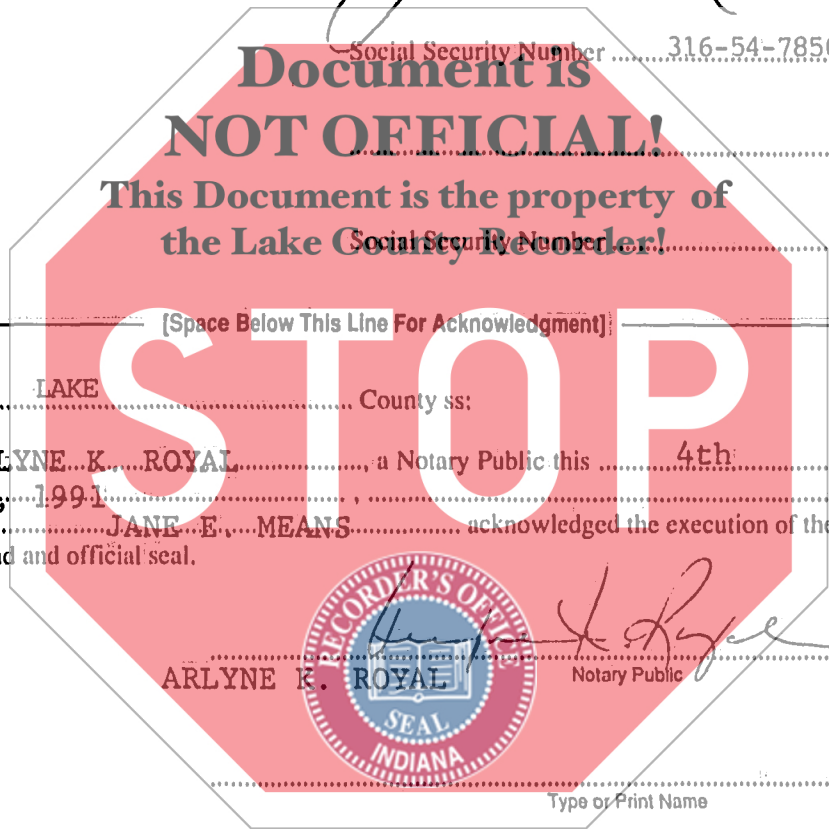 Social Security Number
Document is
NOT OFFICIAL!
This Document is the property of
the Lake County Recorder!
Social Security Number
[Space Below This Line For Acknowledgment]
STOP
LAKE County ss:
K. ROYAL, a Notary Public this 4th
, 1991,
JANE E. MEANS acknowledged the execution of the
and official seal.
RECORDER'S OFFICE
SEAL
INDIANA
ARLYNE K. ROYAL Notary Public
Type or Print Name